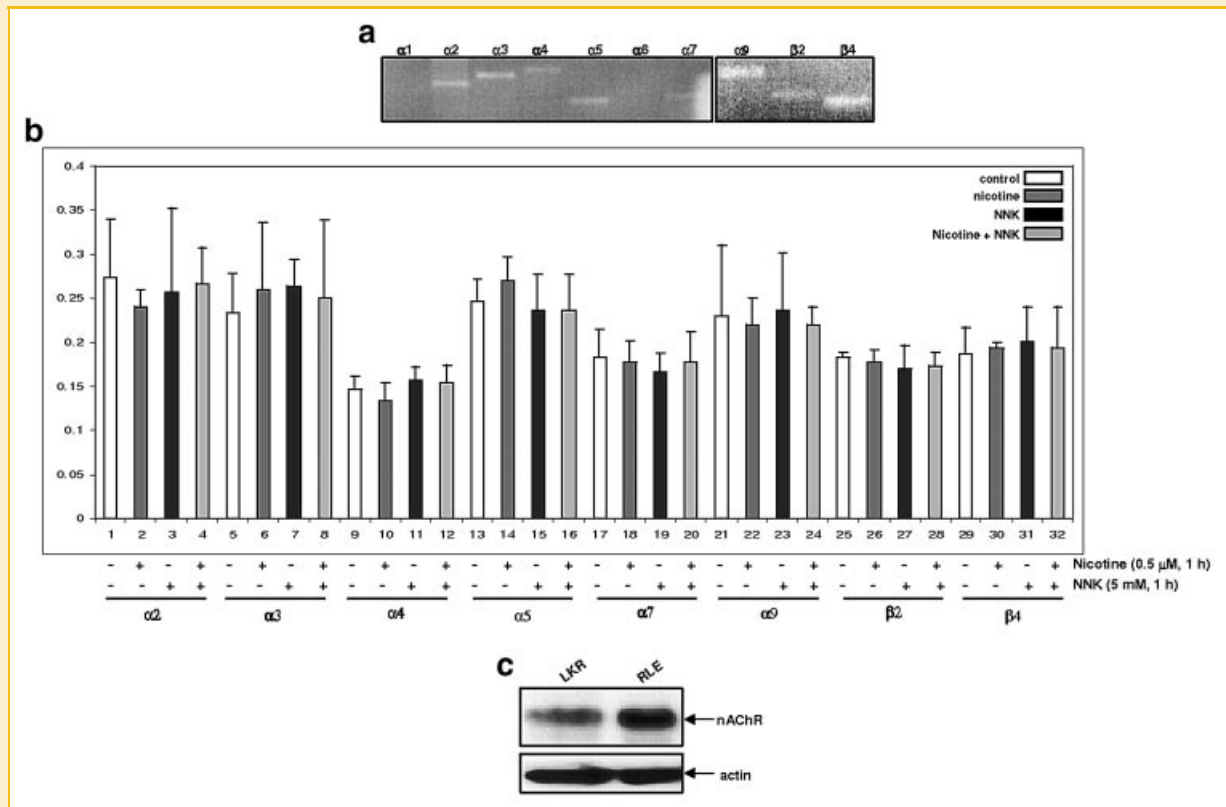 a
α1 α2 α3 α4 α5 α6 α7 α9 β2 β4
b
0.4
0.35
0.3
0.25
0.2
0.15
0.1
0.05
0
control
nicotine
NNK
Nicotine + NNK
1 2 3 4 5 6 7 8 9 10 11 12 13 14 15 16 17 18 19 20 21 22 23 24 25 26 27 28 29 30 31 32
- + - + - + - + - + - + - + - + - + - + - + - + - + - + - + - + Nicotine (0.5 μM, 1 h)
- - + + - - + + - - + + - - + + - - + + - - + + - - + + - - + + NNK (5 mM, 1 h)
α2 α3 α4 α5 α7 α9 β2 β4
c
LKR RLE
nAChR
actin